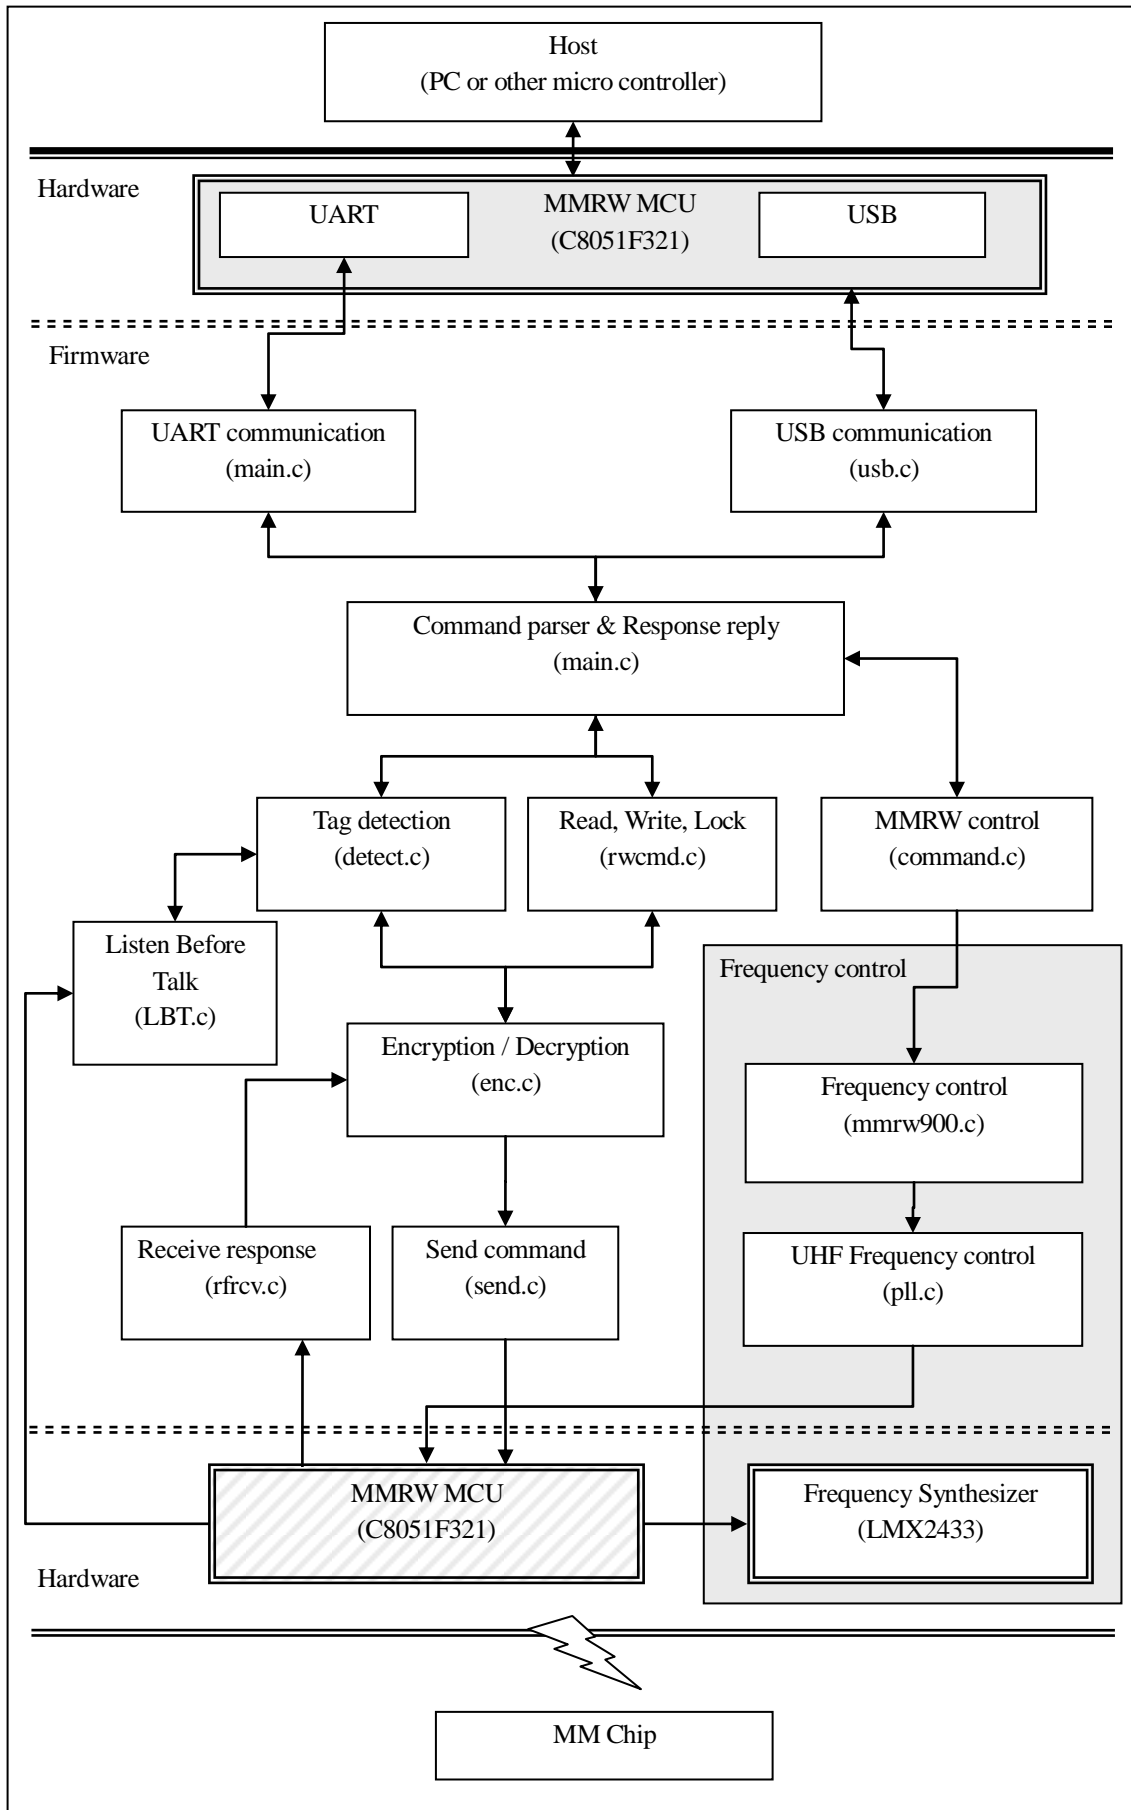 Host
(PC or other micro controller)
Hardware
UART
MMRW MCU
(C8051F321)
USB
Firmware
UART communication
(main.c)
USB communication
(usb.c)
Command parser & Response reply
(main.c)
Tag detection
(detect.c)
Read, Write, Lock
(rwcmd.c)
MMRW control
(command.c)
Listen Before
Talk
(LBT.c)
Frequency control
Encryption / Decryption
(enc.c)
Frequency control
(mmrw900.c)
Receive response
(rfrcv.c)
Send command
(send.c)
UHF Frequency control
(pll.c)
MMRW MCU
(C8051F321)
Frequency Synthesizer
(LMX2433)
Hardware
MM Chip